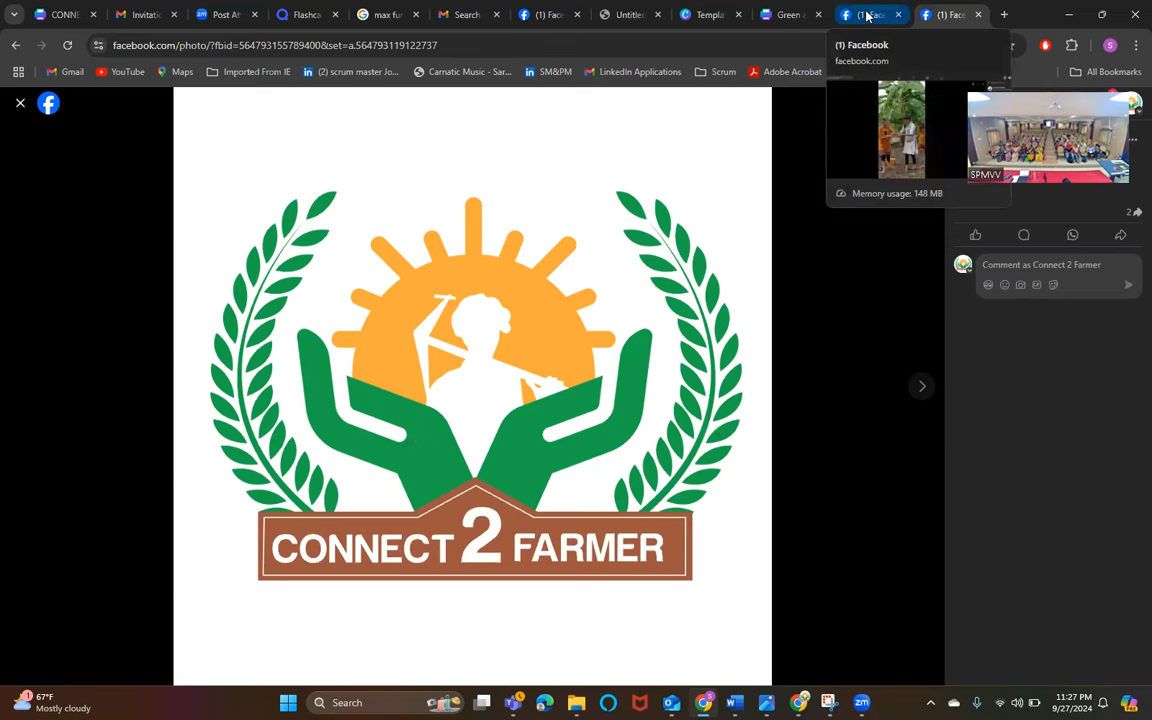 CONNE
Invitatio
Post At
Flashca
max fur
Search
(1) Face
Untitled
Templa
Green a
(1) Face
(1) Face
facebook.com/photo/?fbid=564793155789400&set=a.564793119122737
Gmail
YouTube
Maps
Imported From IE
(2) scrum master Jo...
Carnatic Music - Sar...
SM&PM
LinkedIn Applications
Scrum
Adobe Acrobat
All Bookmarks
(1) Facebook
facebook.com
SPMVV
Memory usage: 148 MB
2
Comment as Connect 2 Farmer
CONNECT 2 FARMER
67°F
Mostly cloudy
Search
11:27 PM
9/27/2024